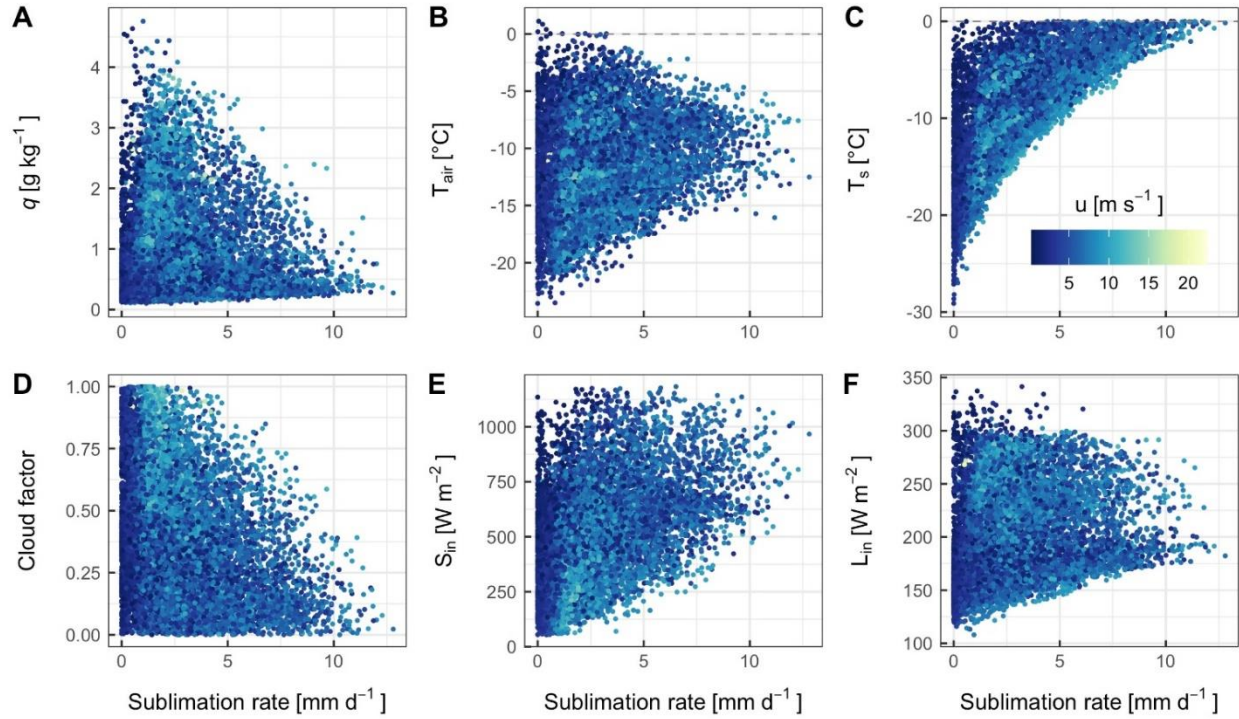 A
q [g kg⁻¹]
4
3
2
1
0
0 5 10
B
T_air [°C]
0
-5
-10
-15
-20
0 5 10
C
T_s [°C]
0
-10
-20
-30
u [m s⁻¹ ]
5 10 15 20
0 5 10
D
Cloud factor
1.00
0.75
0.50
0.25
0.00
0 5 10
Sublimation rate [mm d⁻¹]
E
S_in [W m⁻² ]
1000
750
500
250
0
0 5 10
Sublimation rate [mm d⁻¹]
F
L_in [W m⁻²]
350
300
250
200
150
100
0 5 10
Sublimation rate [mm d⁻¹]